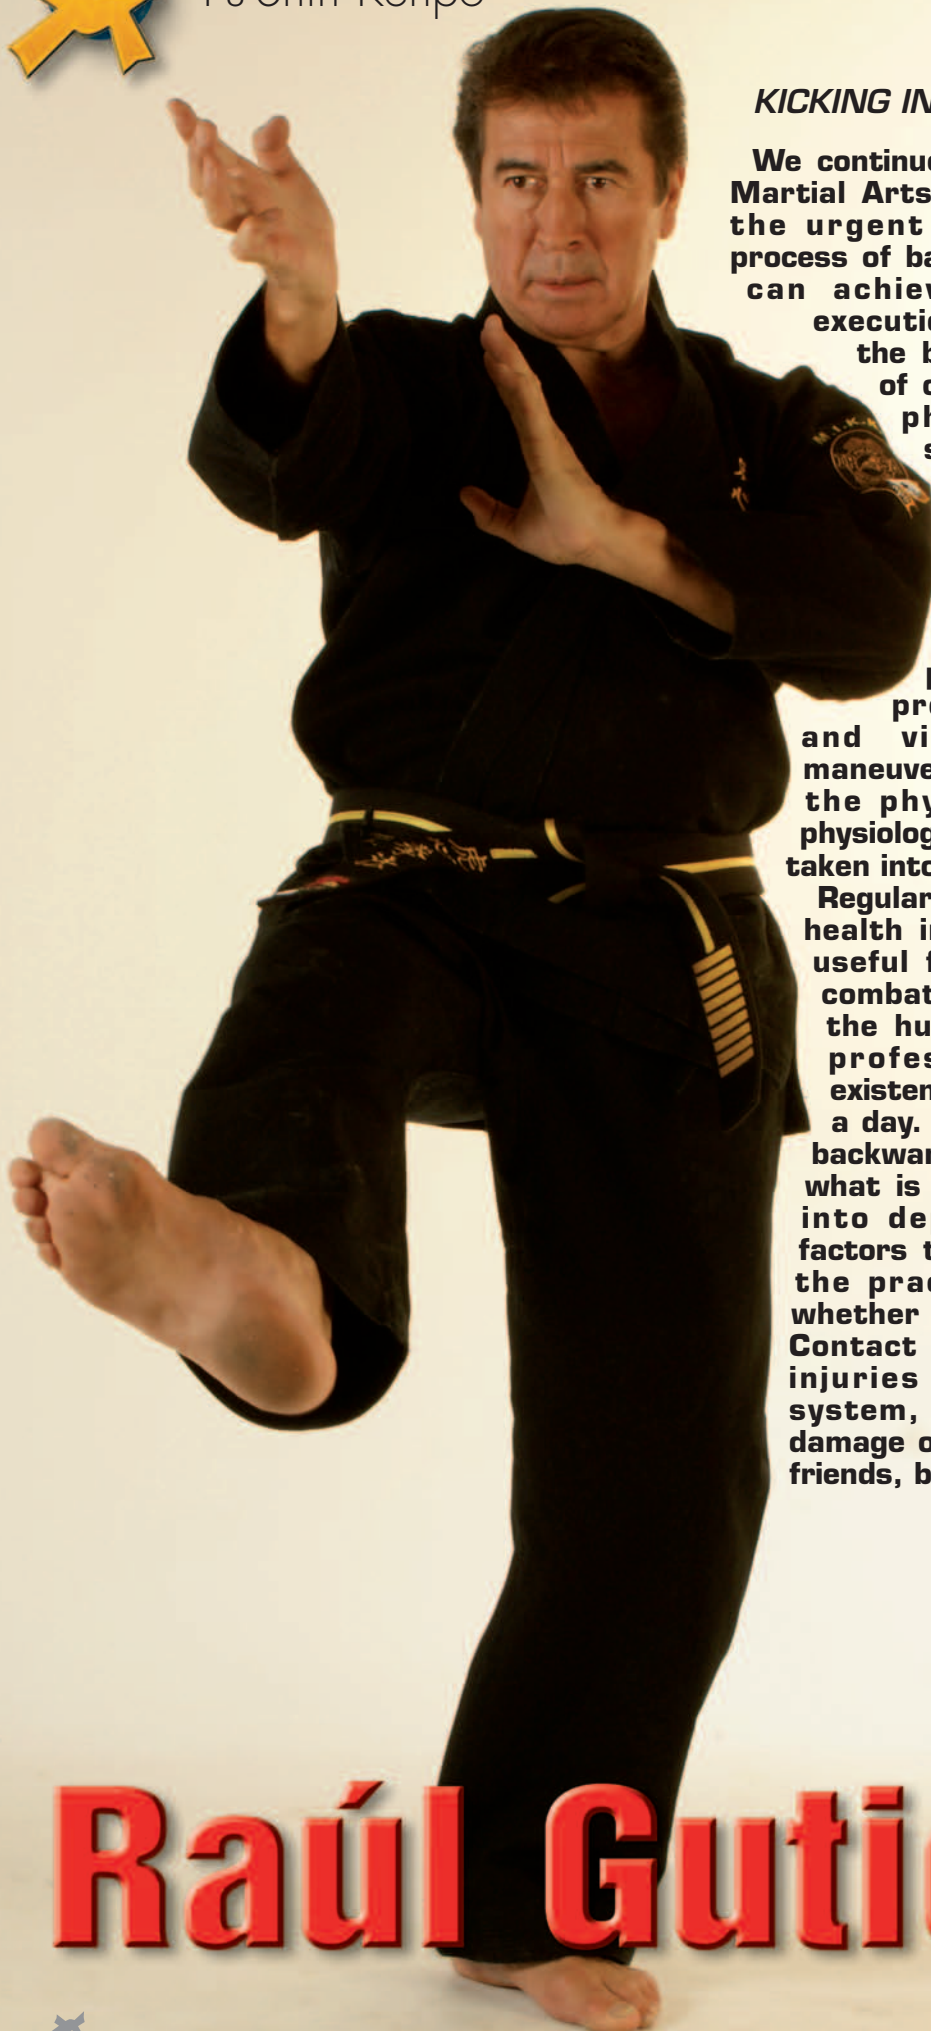 Fu Shih Kenpo
KICKING IN
We continue
Martial Arts
the urgent
process of ba
can achiev
executio
the b
of c
ph
s
pr
and vi
maneuve
the phy
physiolog
taken into
Regular
health i
useful f
combat
the hu
profes
existen
a day.
backwar
what is
into de
factors t
the prac
whether
Contact
injuries
system,
damage o
friends, b
Raúl Guti